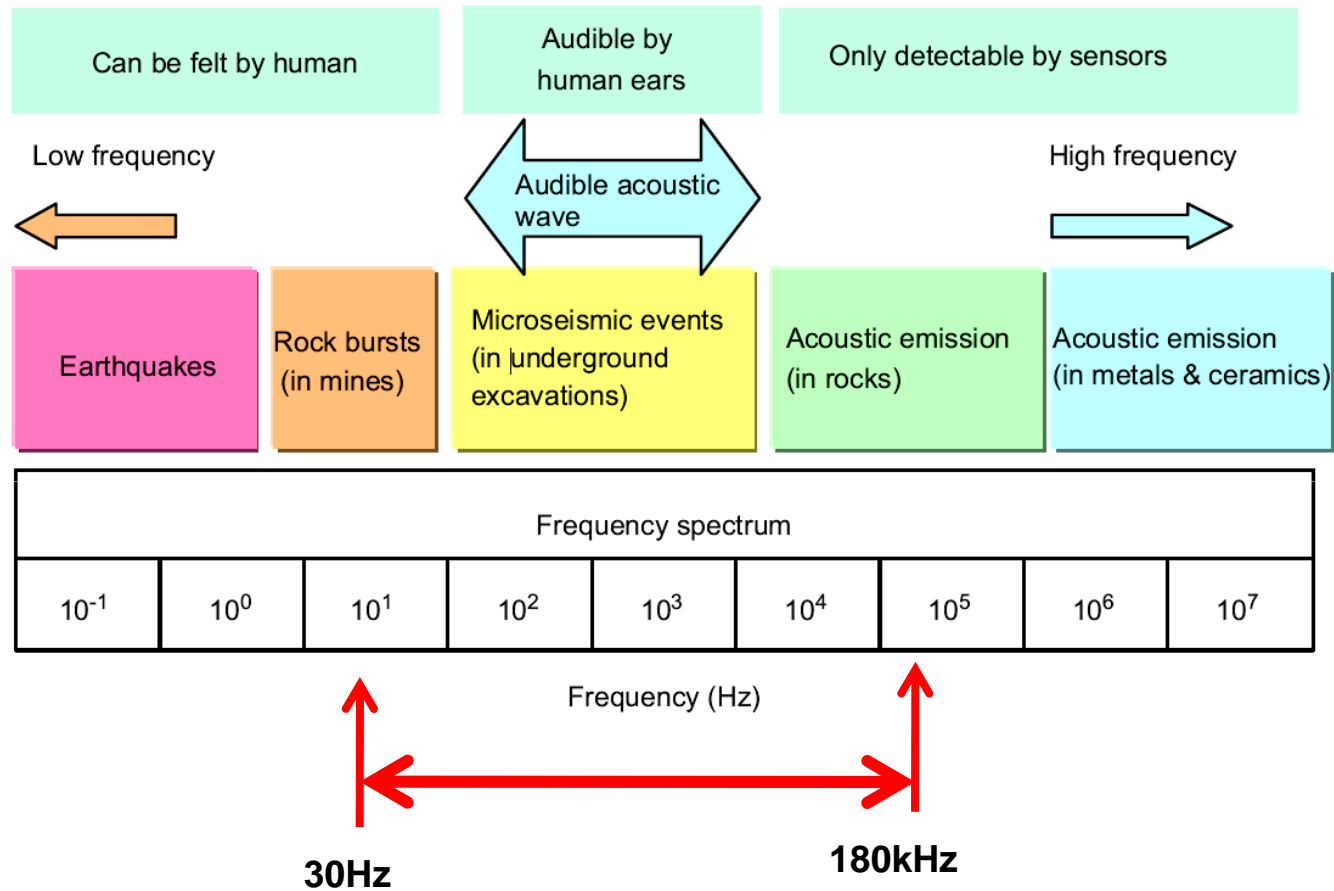 Can be felt by human
Audible by
human ears
Only detectable by sensors
Low frequency
High frequency
Audible acoustic
wave
Earthquakes
Rock bursts
(in mines)
Microseismic events
(in underground
excavations)
Acoustic emission
(in rocks)
Acoustic emission
(in metals & ceramics)
Frequency spectrum
10⁻¹ 10⁰ 10¹ 10² 10³ 10⁴ 10⁵ 10⁶ 10⁷
Frequency (Hz)
30Hz
180kHz